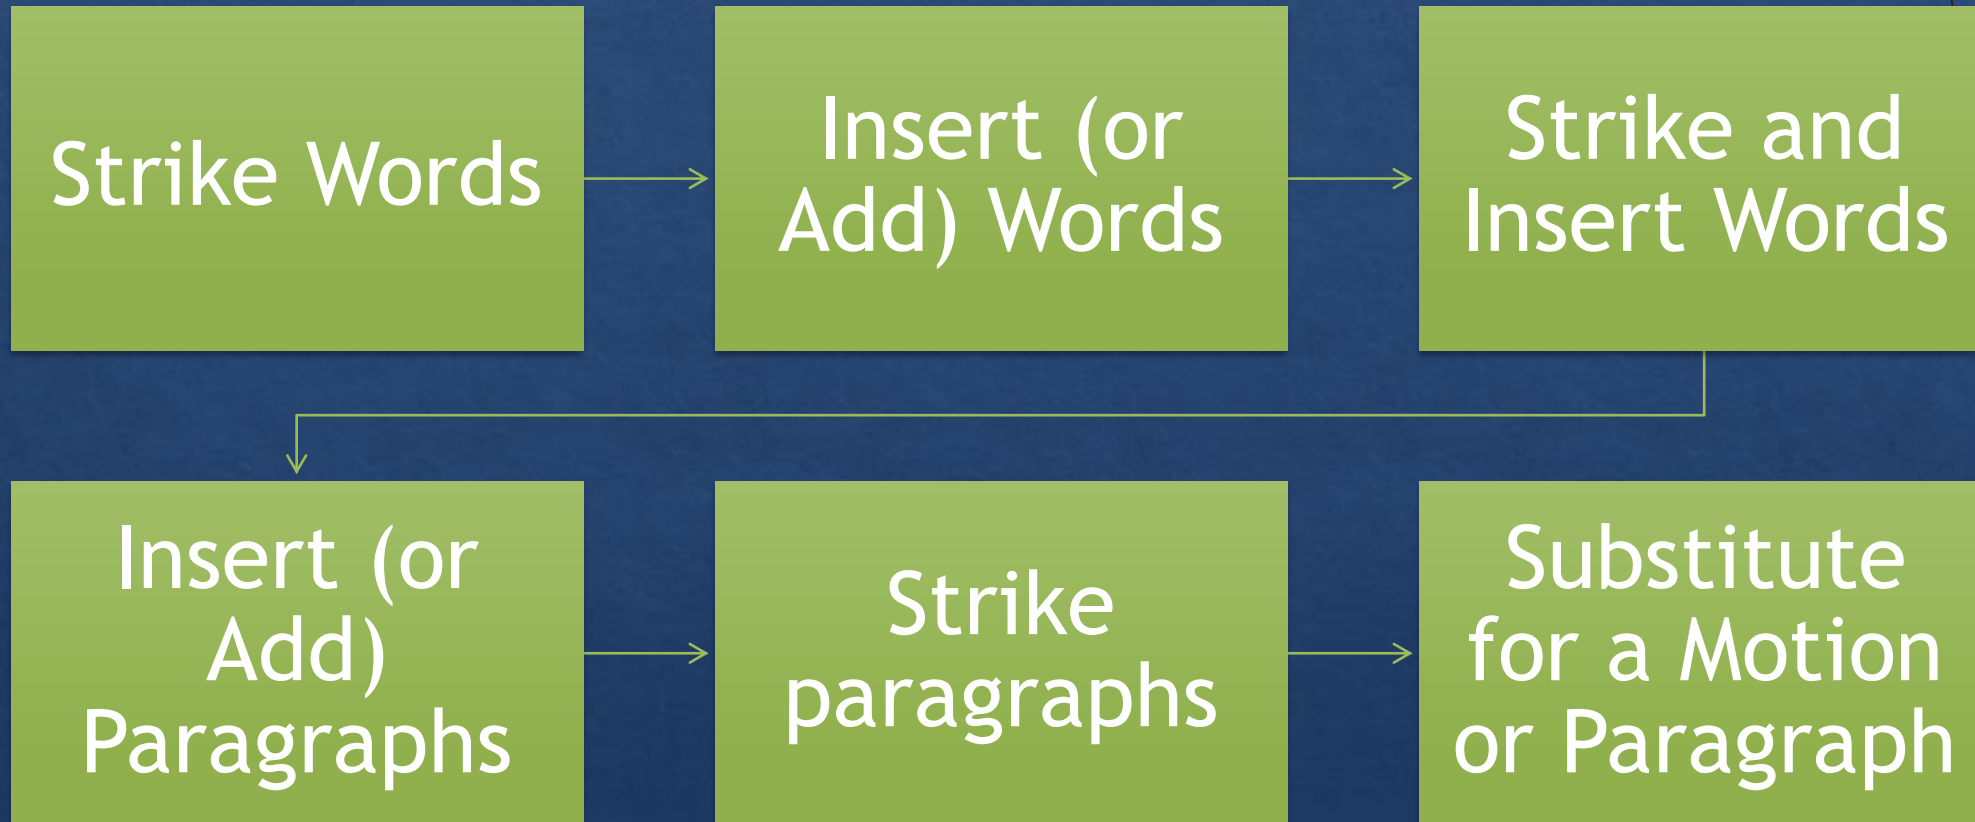 Strike Words
Insert (or
Add) Words
Strike and
Insert Words
Insert (or
Add)
Paragraphs
Strike
paragraphs
Substitute
for a Motion
or Paragraph